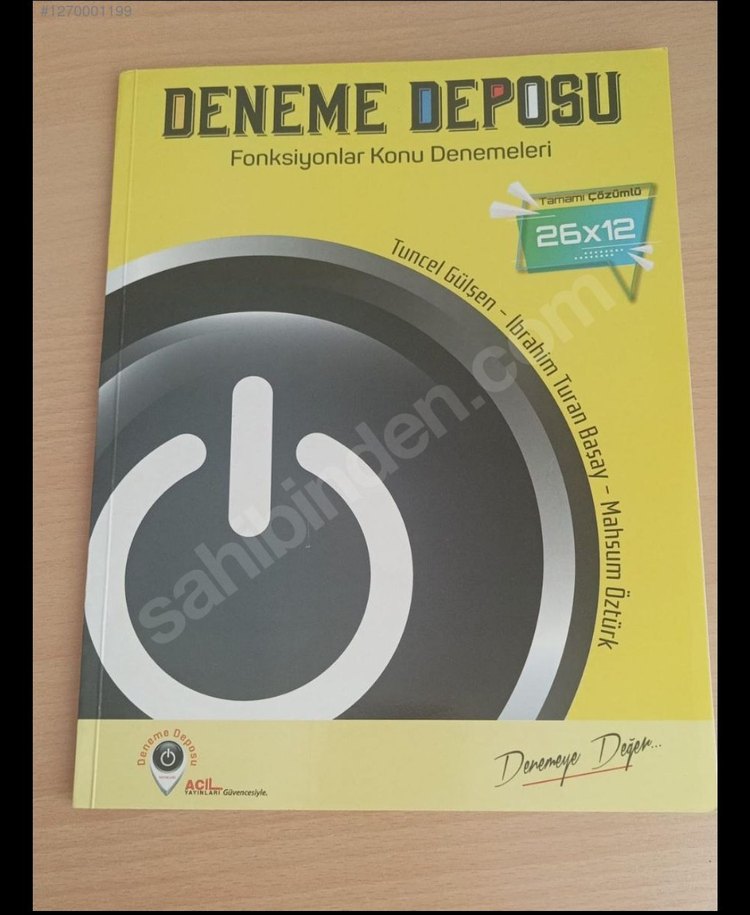 #1270001199
DENEME DEPOSU
Fonksiyonlar Konu Denemeleri
Tamamı Çözümlü
26x12
Tuncel Gülşen - İbrahim Turan Başay - Mahsum Öztürk
sahibinden.com
Deneme Deposu
ACİL
YAYINLARI Güvencesiyle.
Denemeye Değer...